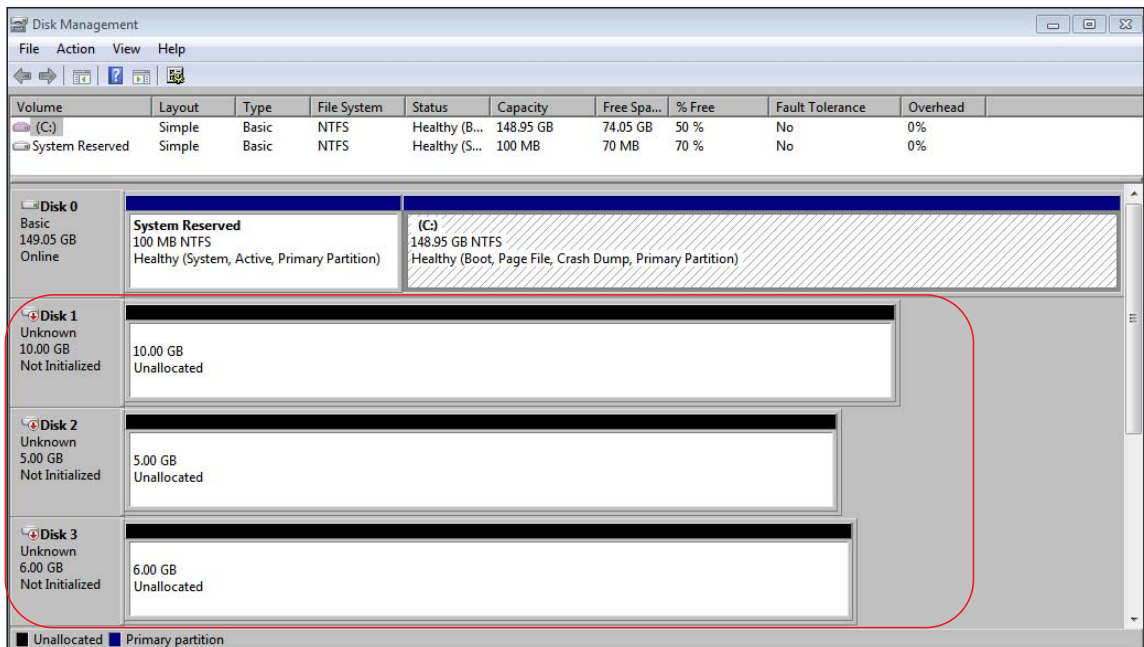 Disk Management
File Action View Help
Volume Layout Type File System Status Capacity Free Spa... % Free Fault Tolerance Overhead
(C:) Simple Basic NTFS Healthy (B... 148.95 GB 74.05 GB 50 % No 0%
System Reserved Simple Basic NTFS Healthy (S... 100 MB 70 MB 70 % No 0%
Disk 0
Basic
149.05 GB
Online
System Reserved
100 MB NTFS
Healthy (System, Active, Primary Partition)
(C:)
148.95 GB NTFS
Healthy (Boot, Page File, Crash Dump, Primary Partition)
Disk 1
Unknown
10.00 GB
Not Initialized
10.00 GB
Unallocated
Disk 2
Unknown
5.00 GB
Not Initialized
5.00 GB
Unallocated
Disk 3
Unknown
6.00 GB
Not Initialized
6.00 GB
Unallocated
Unallocated Primary partition